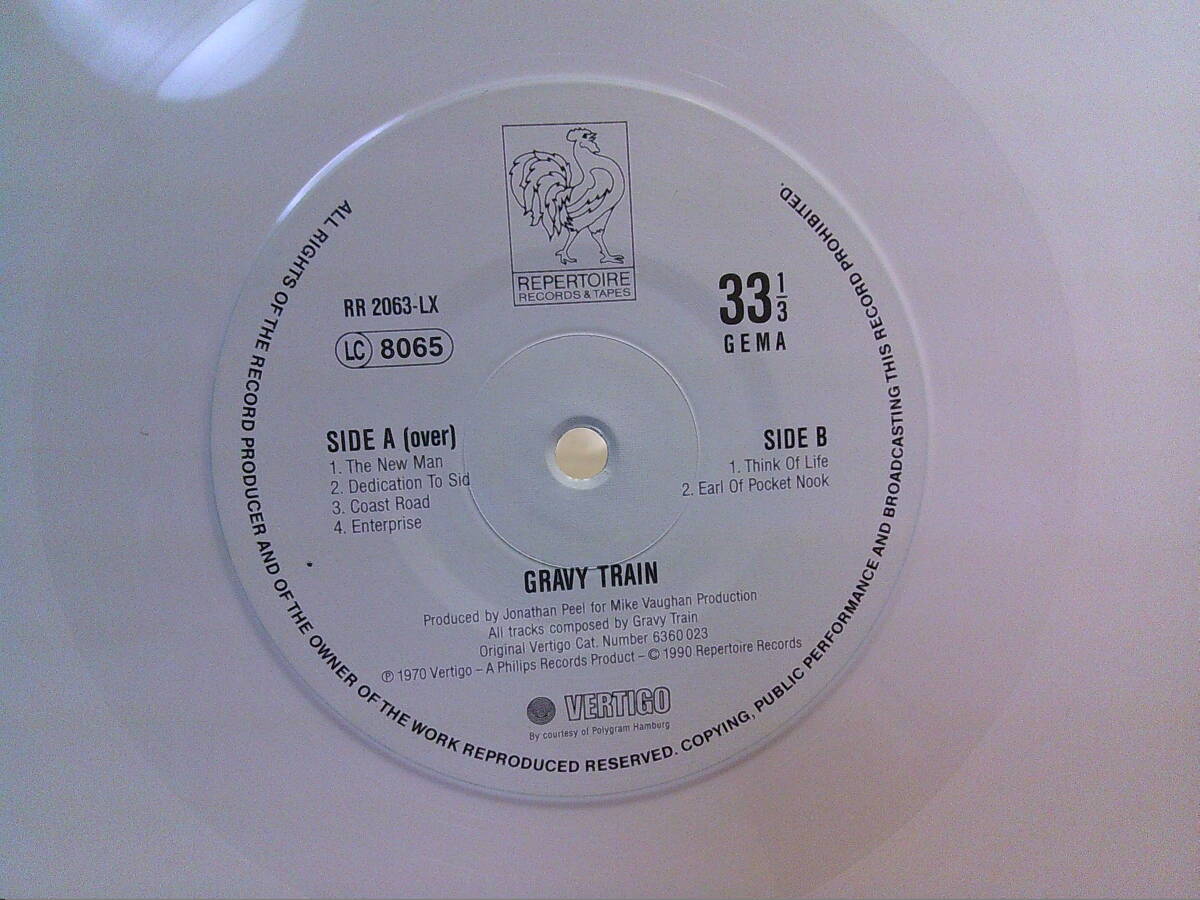 REPERTOIRE
RECORDS & TAPES
RR 2063-LX
LC 8065
33 1/3
GEMA
SIDE A (over)
1. The New Man
2. Dedication To Sid
3. Coast Road
4. Enterprise
SIDE B
1. Think Of Life
2. Earl Of Pocket Nook
GRAVY TRAIN
Produced by Jonathan Peel for Mike Vaughan Production
All tracks composed by Gravy Train
Original Vertigo Cat. Number 6360 023
℗ 1970 Vertigo – A Philips Records Product – © 1990 Repertoire Records
VERTIGO
By courtesy of Polygram Hamburg
ALL RIGHTS OF THE RECORD PRODUCER AND OF THE OWNER OF THE WORK REPRODUCED RESERVED. COPYING, PUBLIC PERFORMANCE AND BROADCASTING THIS RECORD PROHIBITED.